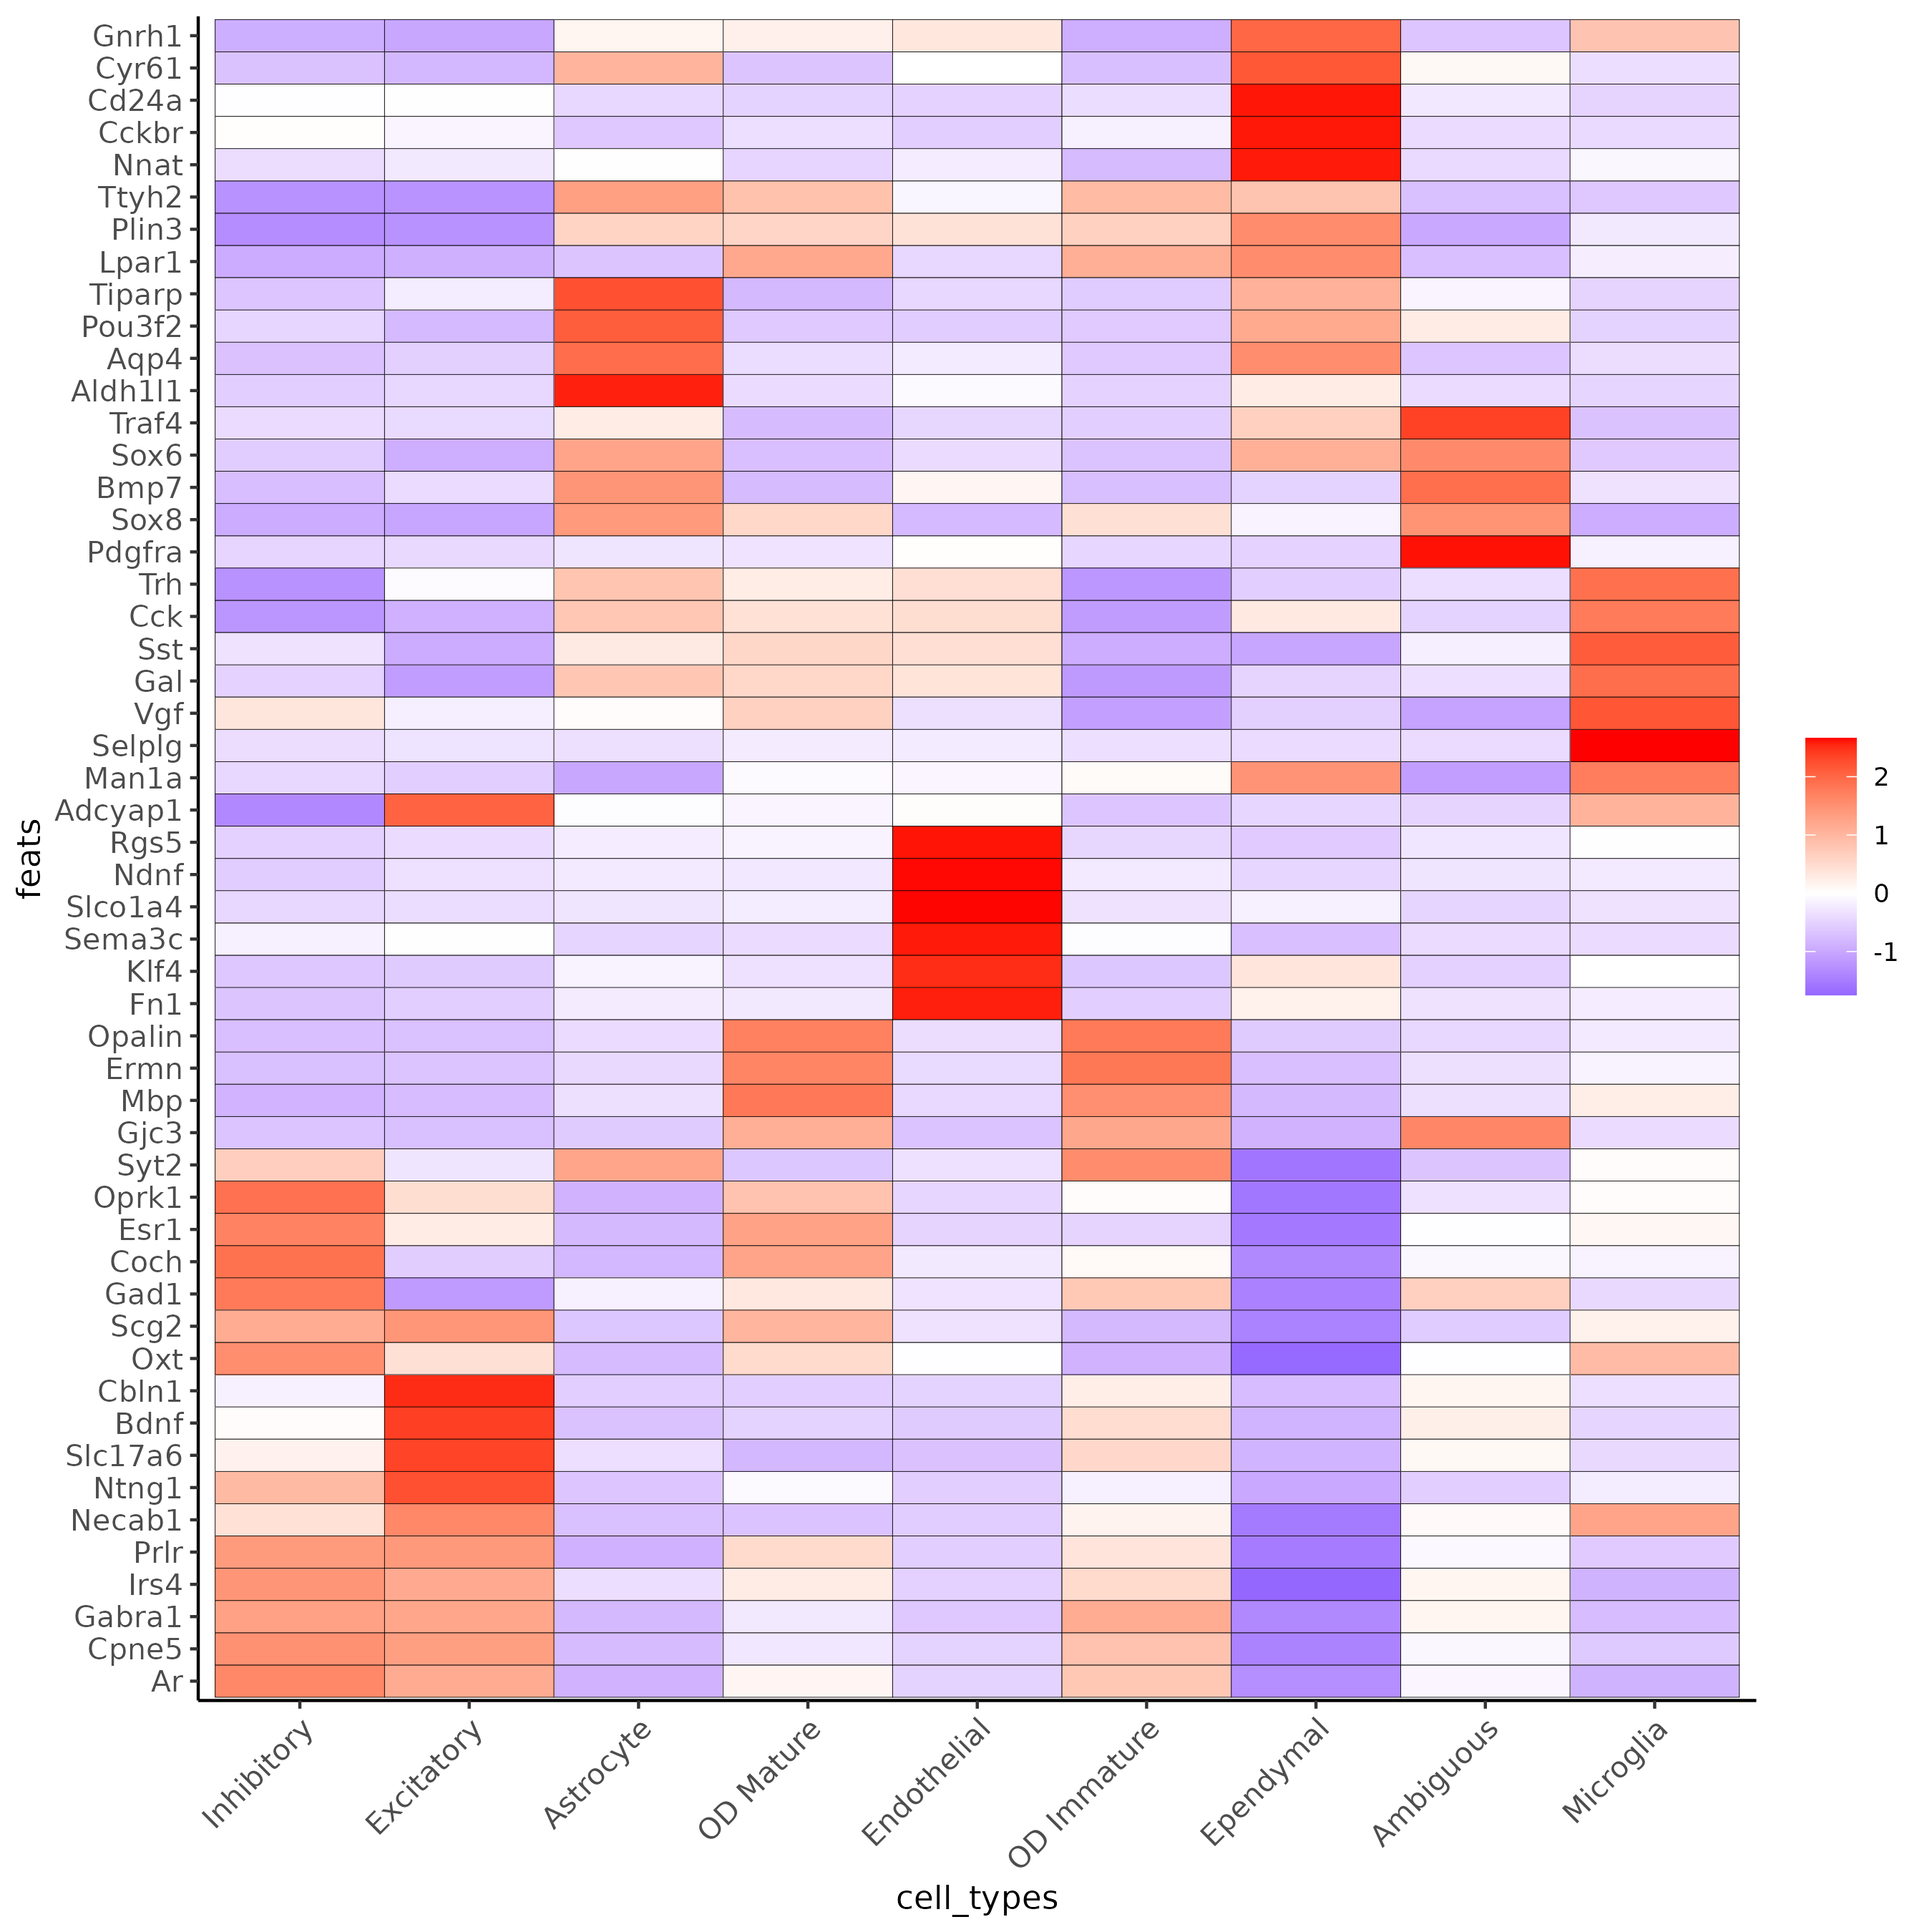 Gnrh1
Cyr61
Cd24a
Cckbr
Nnat
Ttyh2
Plin3
Lpar1
Tiparp
Pou3f2
Aqp4
Aldh1l1
Traf4
Sox6
Bmp7
Sox8
Pdgfra
Trh
Cck
Sst
Gal
Vgf
Selplg
Man1a
Adcyap1
Rgs5
Ndnf
Slco1a4
Sema3c
Klf4
Fn1
Opalin
Ermn
Mbp
Gjc3
Syt2
Oprk1
Esr1
Coch
Gad1
Scg2
Oxt
Cbln1
Bdnf
Slc17a6
Ntng1
Necab1
Prlr
Irs4
Gabra1
Cpne5
Ar
feats
Inhibitory
Excitatory
Astrocyte
OD Mature
Endothelial
OD Immature
Ependymal
Ambiguous
Microglia
cell_types
2
1
0
-1